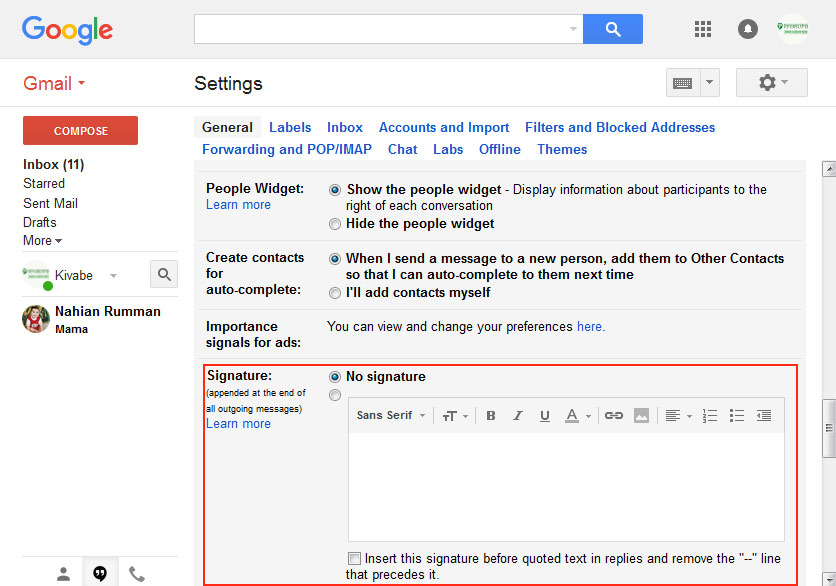 Google
Gmail
Settings
COMPOSE
Inbox (11)
Starred
Sent Mail
Drafts
More
Kivabe
Nahian Rumman
Mama
General Labels Inbox Accounts and Import Filters and Blocked Addresses
Forwarding and POP/IMAP Chat Labs Offline Themes
People Widget:
Learn more
Show the people widget - Display information about participants to the
right of each conversation
Hide the people widget
Create contacts
for
auto-complete:
When I send a message to a new person, add them to Other Contacts
so that I can auto-complete to them next time
I'll add contacts myself
Importance
signals for ads:
You can view and change your preferences here.
Signature:
(appended at the end of
all outgoing messages)
Learn more
No signature
Sans Serif
Insert this signature before quoted text in replies and remove the "--" line
that precedes it.